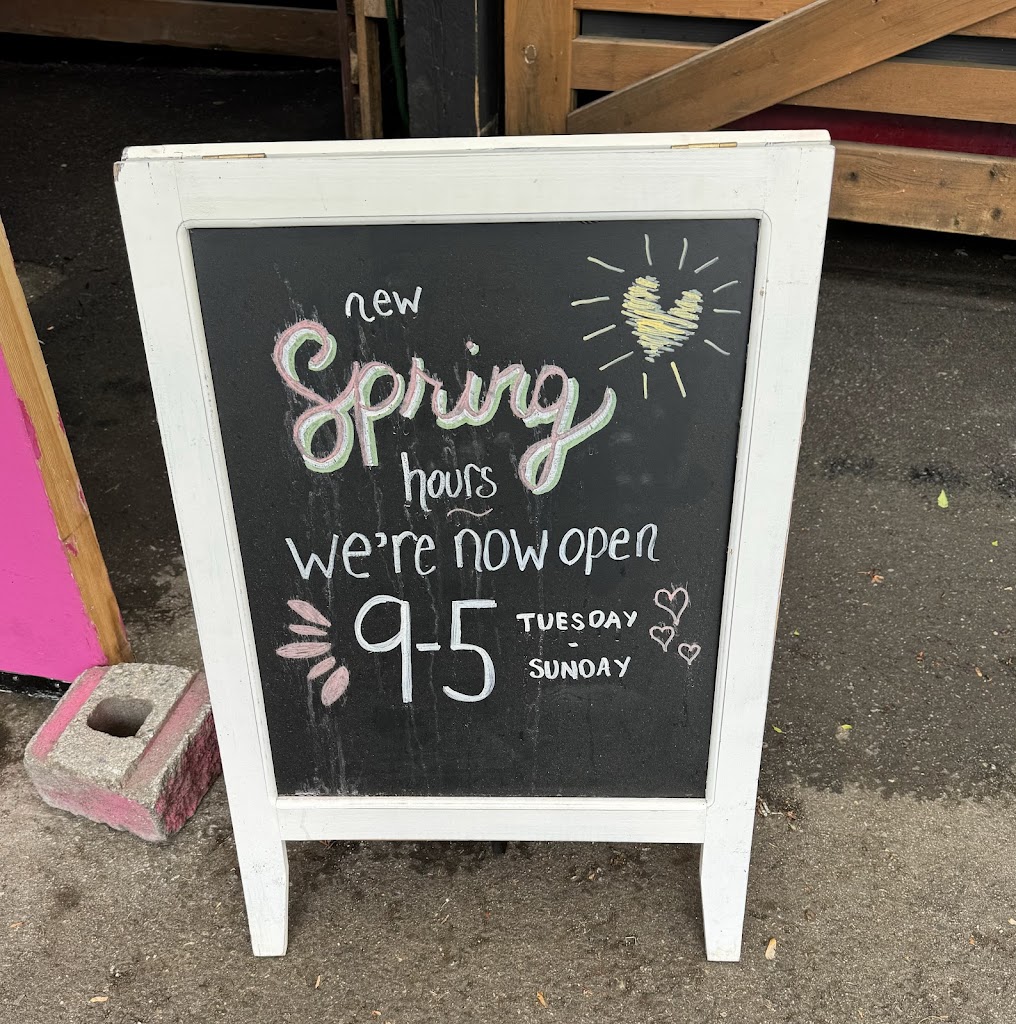 new
Spring
hours
we're now open
9-5 TUESDAY
-
SUNDAY